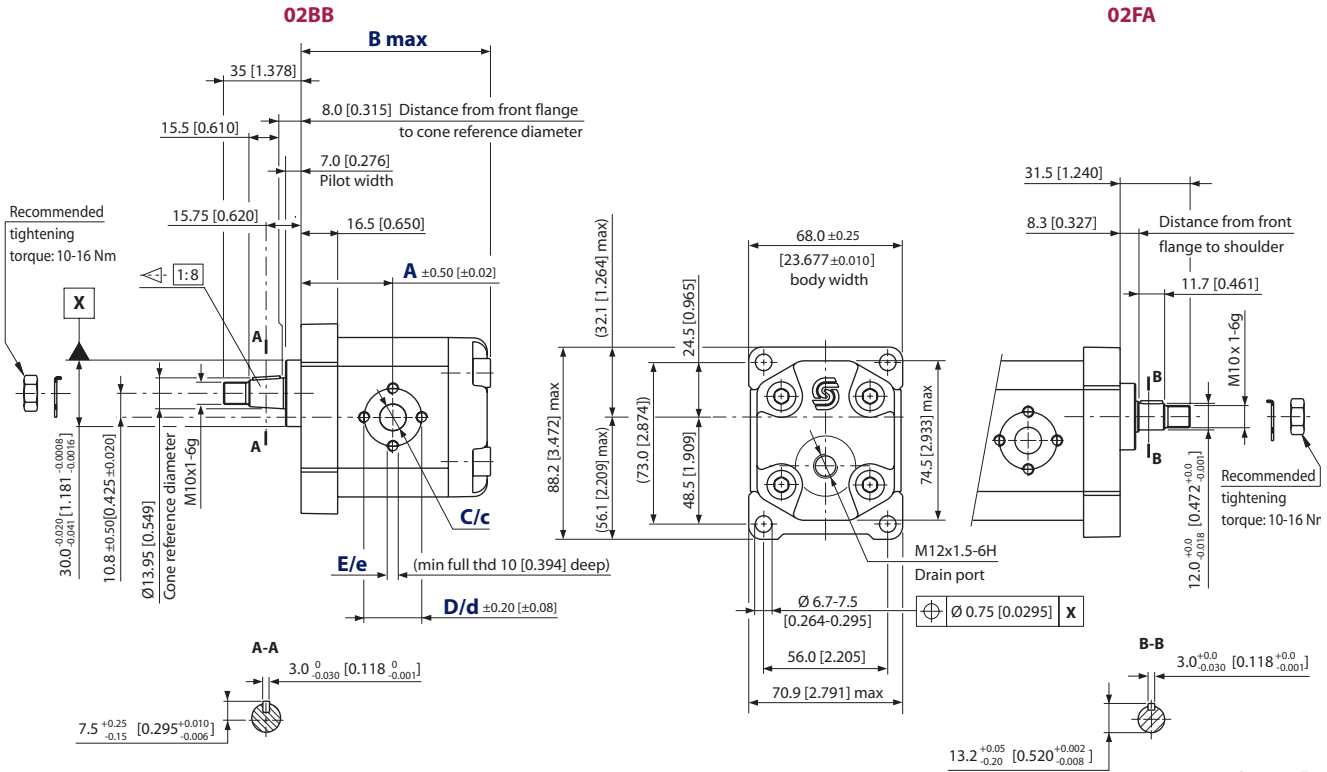 02BB
02FA
B max
35 [1.378]
8.0 [0.315] Distance from front flange
to cone reference diameter
15.5 [0.610]
7.0 [0.276]
Pilot width
15.75 [0.620]
16.5 [0.650]
Recommended
tightening
torque: 10-16 Nm
1:8
X
A ±0.50 [±0.02]
A
A
30.0 -0.020 -0.041 [1.181 -0.0008 -0.0016]
10.8 ±0.50[0.425±0.020]
Ø13.95 [0.549]
Cone reference diameter
M10x1-6g
C/c
E/e
(min full thd 10 [0.394] deep)
D/d ±0.20 [±0.08]
A-A
3.0 0 -0.030 [0.118 0 -0.001]
7.5 +0.25 -0.15 [0.295 +0.010 -0.006]
68.0 ±0.25
[23.677±0.010]
body width
(32.1 [1.264] max)
24.5 [0.965]
88.2 [3.472] max
(73.0 [2.874])
(56.1 [2.209] max)
48.5 [1.909]
74.5 [2.933] max
M12x1.5-6H
Drain port
Ø 6.7-7.5
[0.264-0.295]
Ø 0.75 [0.0295] X
56.0 [2.205]
70.9 [2.791] max
31.5 [1.240]
8.3 [0.327]
Distance from front
flange to shoulder
11.7 [0.461]
M10 x 1-6g
B
B
12.0 +0.0 -0.018 [0.472 +0.0 -0.001]
Recommended
tightening
torque: 10-16 Nm
B-B
3.0 +0.0 -0.030 [0.118 +0.0 -0.001]
13.2 +0.05 -0.20 [0.520 +0.002 -0.008]